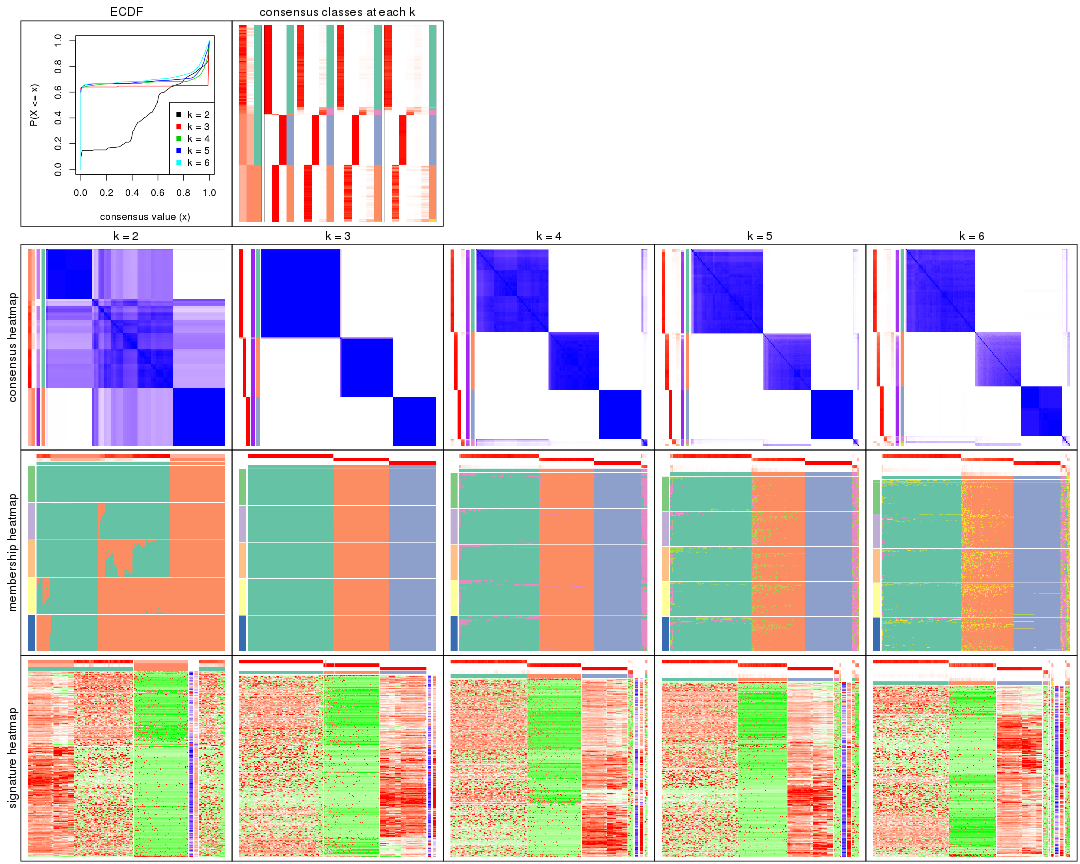 ECDF
consensus classes at each k
P(X <= x)
0.0
0.2
0.4
0.6
0.8
1.0
k = 2
k = 3
k = 4
k = 5
k = 6
0.0 0.2 0.4 0.6 0.8 1.0
consensus value (x)
k = 2
k = 3
k = 4
k = 5
k = 6
consensus heatmap
membership heatmap
signature heatmap